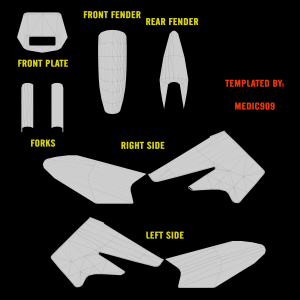 FRONT FENDER
REAR FENDER
FRONT PLATE
TEMPLATED BY:
MEDIC909
FORKS
RIGHT SIDE
LEFT SIDE